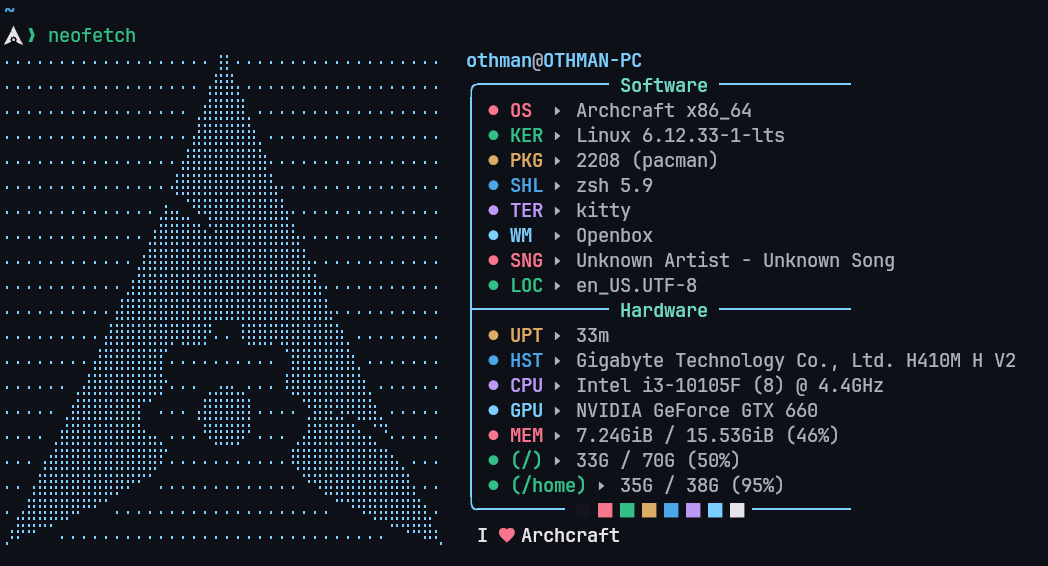 ~
❱ neofetch
othman@OTHMAN-PC
Software
● OS ▸ Archcraft x86_64
● KER ▸ Linux 6.12.33-1-lts
● PKG ▸ 2208 (pacman)
● SHL ▸ zsh 5.9
● TER ▸ kitty
● WM ▸ Openbox
● SNG ▸ Unknown Artist - Unknown Song
● LOC ▸ en_US.UTF-8
Hardware
● UPT ▸ 33m
● HST ▸ Gigabyte Technology Co., Ltd. H410M H V2
● CPU ▸ Intel i3-10105F (8) @ 4.4GHz
● GPU ▸ NVIDIA GeForce GTX 660
● MEM ▸ 7.24GiB / 15.53GiB (46%)
● (/) ▸ 33G / 70G (50%)
● (/home) ▸ 35G / 38G (95%)
I ♥ Archcraft